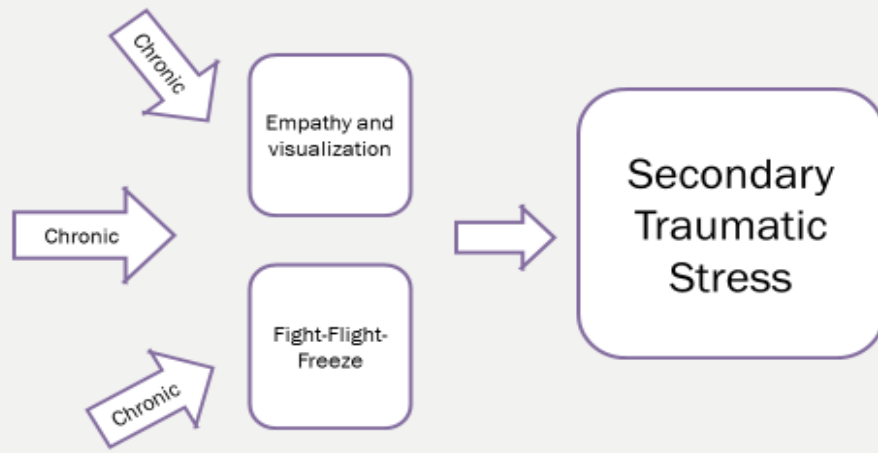 Chronic
Empathy and
visualization
Chronic
Fight-Flight-
Freeze
Chronic
Secondary
Traumatic
Stress